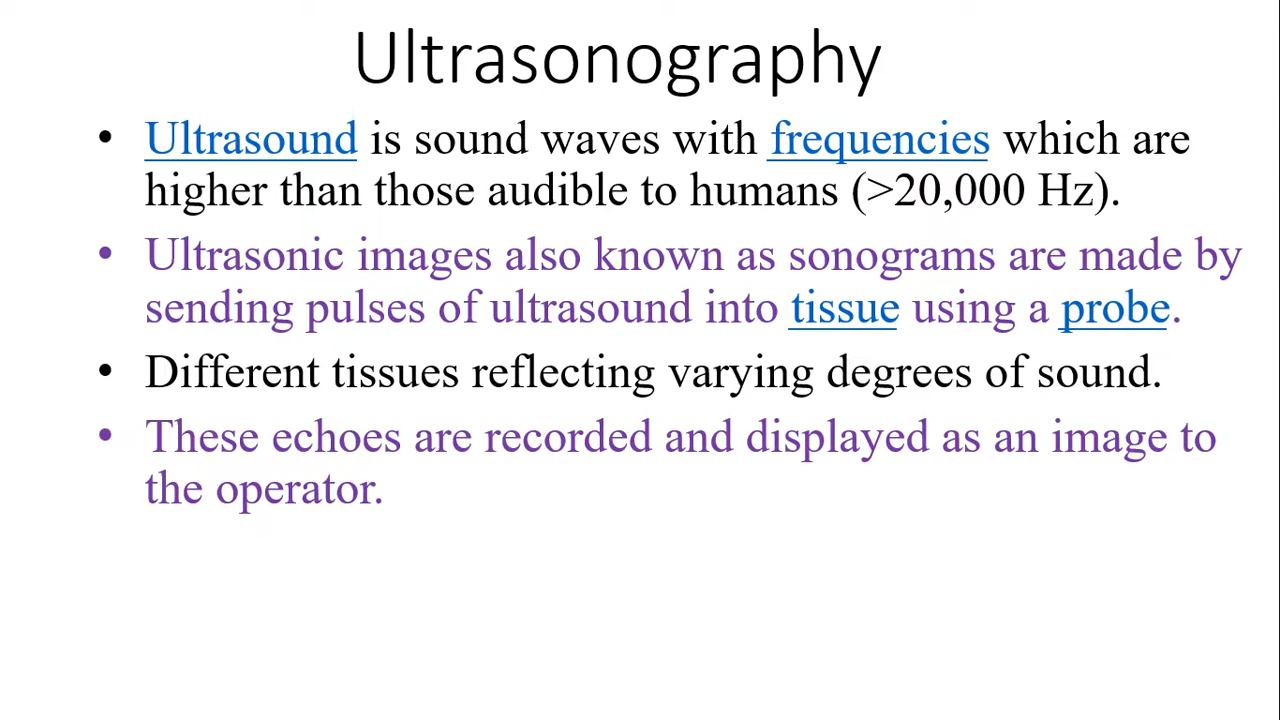 Ultrasonography
• Ultrasound is sound waves with frequencies which are
higher than those audible to humans (>20,000 Hz).
• Ultrasonic images also known as sonograms are made by
sending pulses of ultrasound into tissue using a probe.
• Different tissues reflecting varying degrees of sound.
• These echoes are recorded and displayed as an image to
the operator.